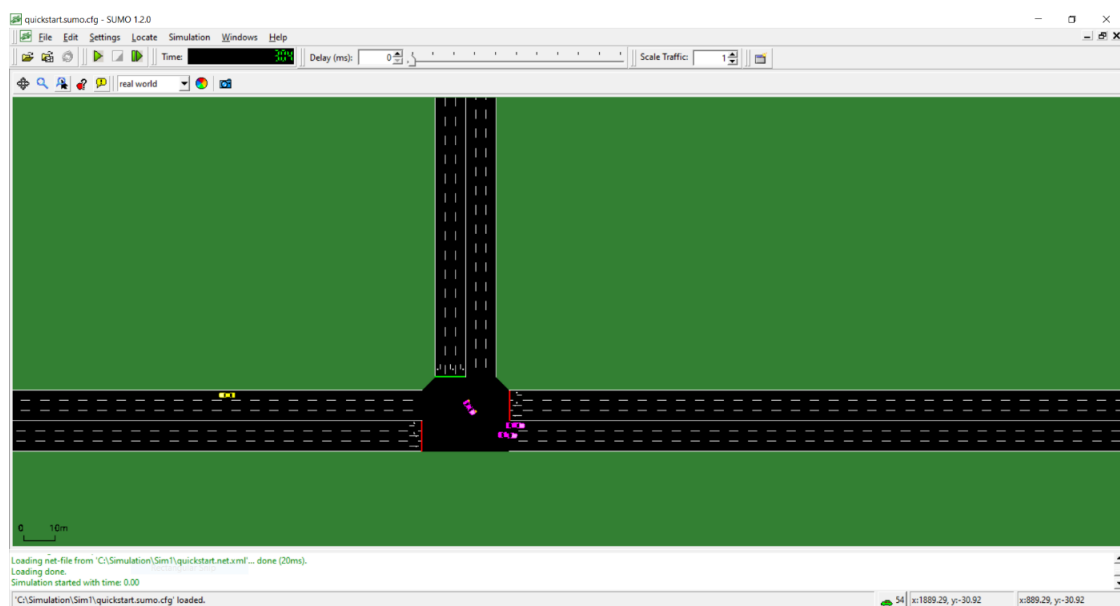 quickstart.sumo.cfg - SUMO 1.2.0
File Edit Settings Locate Simulation Windows Help
Time: 304 Delay (ms): 0 Scale Traffic: 1
real world
0 10m
Loading net-file from 'C:\Simulation\Sim1\quickstart.net.xml'... done (20ms).
Loading done.
Simulation started with time: 0.00
'C:\Simulation\Sim1\quickstart.sumo.cfg' loaded. 54 x:1889.29, y:-30.92 x:889.29, y:-30.92